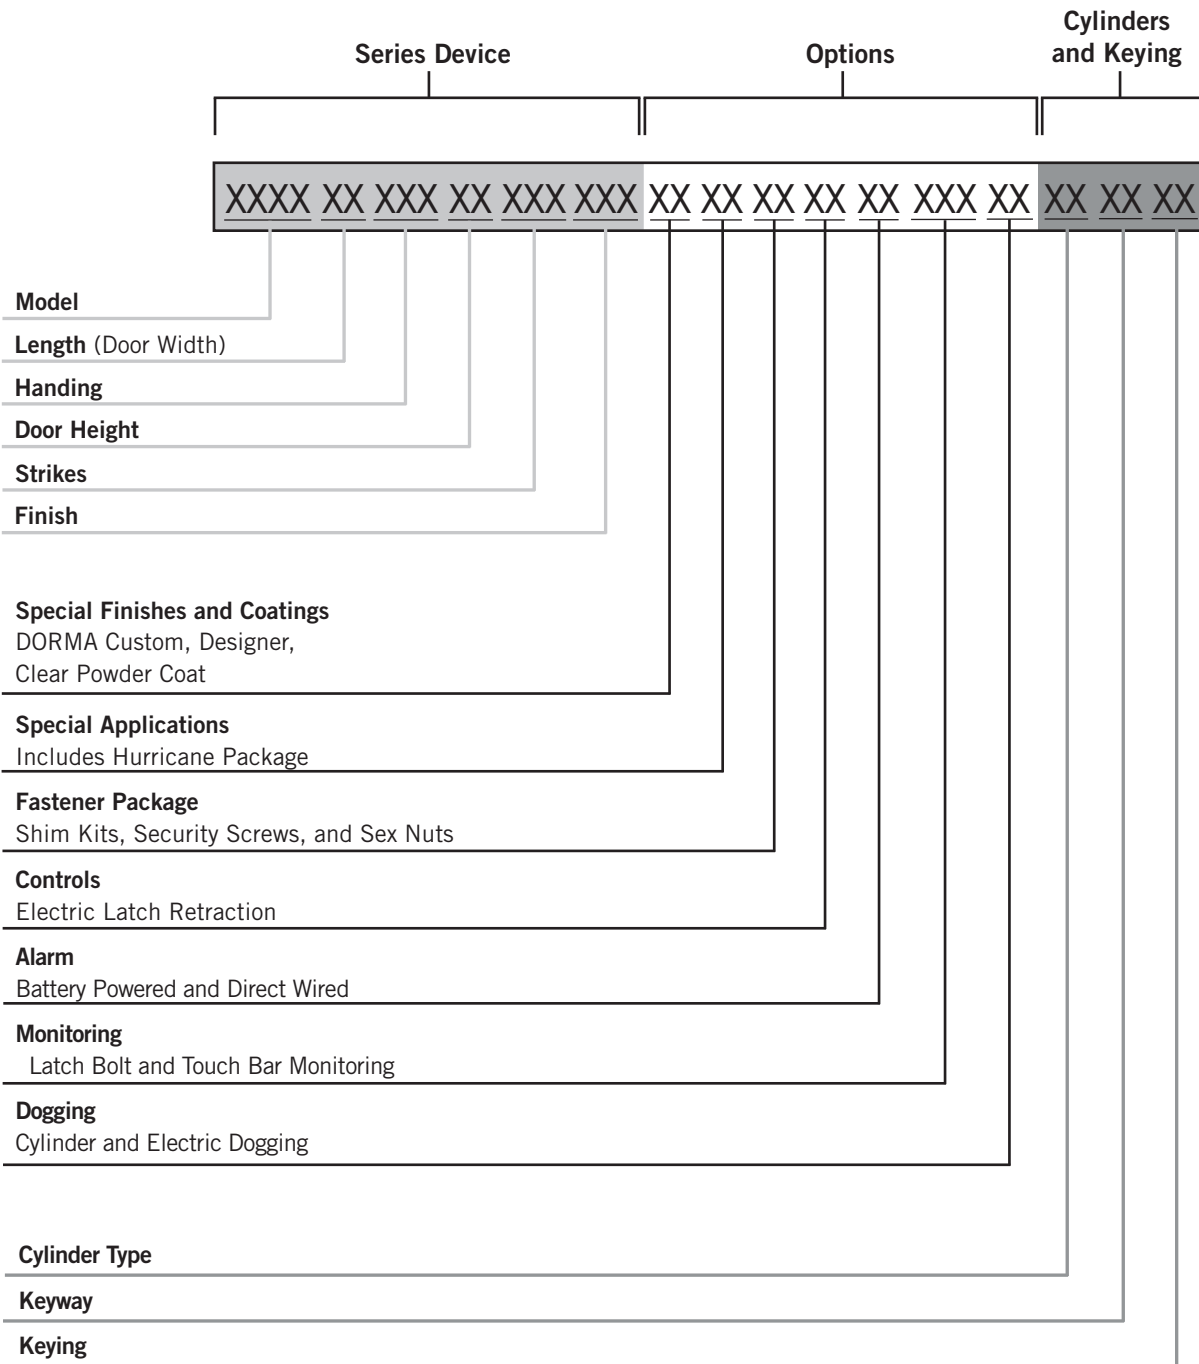 Series Device
Options
Cylinders
and Keying
XXXX XX XXX XX XXX XXX XX XX XX XX XX XXX XX XX XX XX
Model
Length (Door Width)
Handing
Door Height
Strikes
Finish
Special Finishes and Coatings
DORMA Custom, Designer,
Clear Powder Coat
Special Applications
Includes Hurricane Package
Fastener Package
Shim Kits, Security Screws, and Sex Nuts
Controls
Electric Latch Retraction
Alarm
Battery Powered and Direct Wired
Monitoring
Latch Bolt and Touch Bar Monitoring
Dogging
Cylinder and Electric Dogging
Cylinder Type
Keyway
Keying